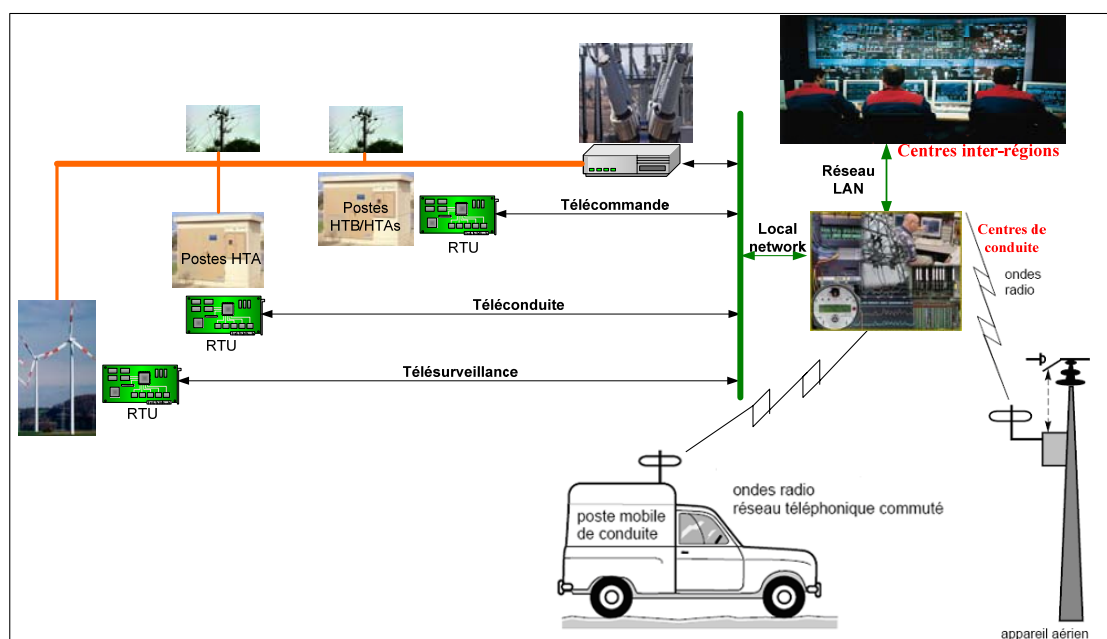 Centres inter-régions
Réseau
LAN
Postes
HTB/HTAs
RTU
Télécommande
Local
network
Centres de
conduite
ondes
radio
Postes HTA
RTU
Téléconduite
RTU
Télésurveillance
ondes radio
réseau téléphonique commuté
poste mobile
de conduite
appareil aérien